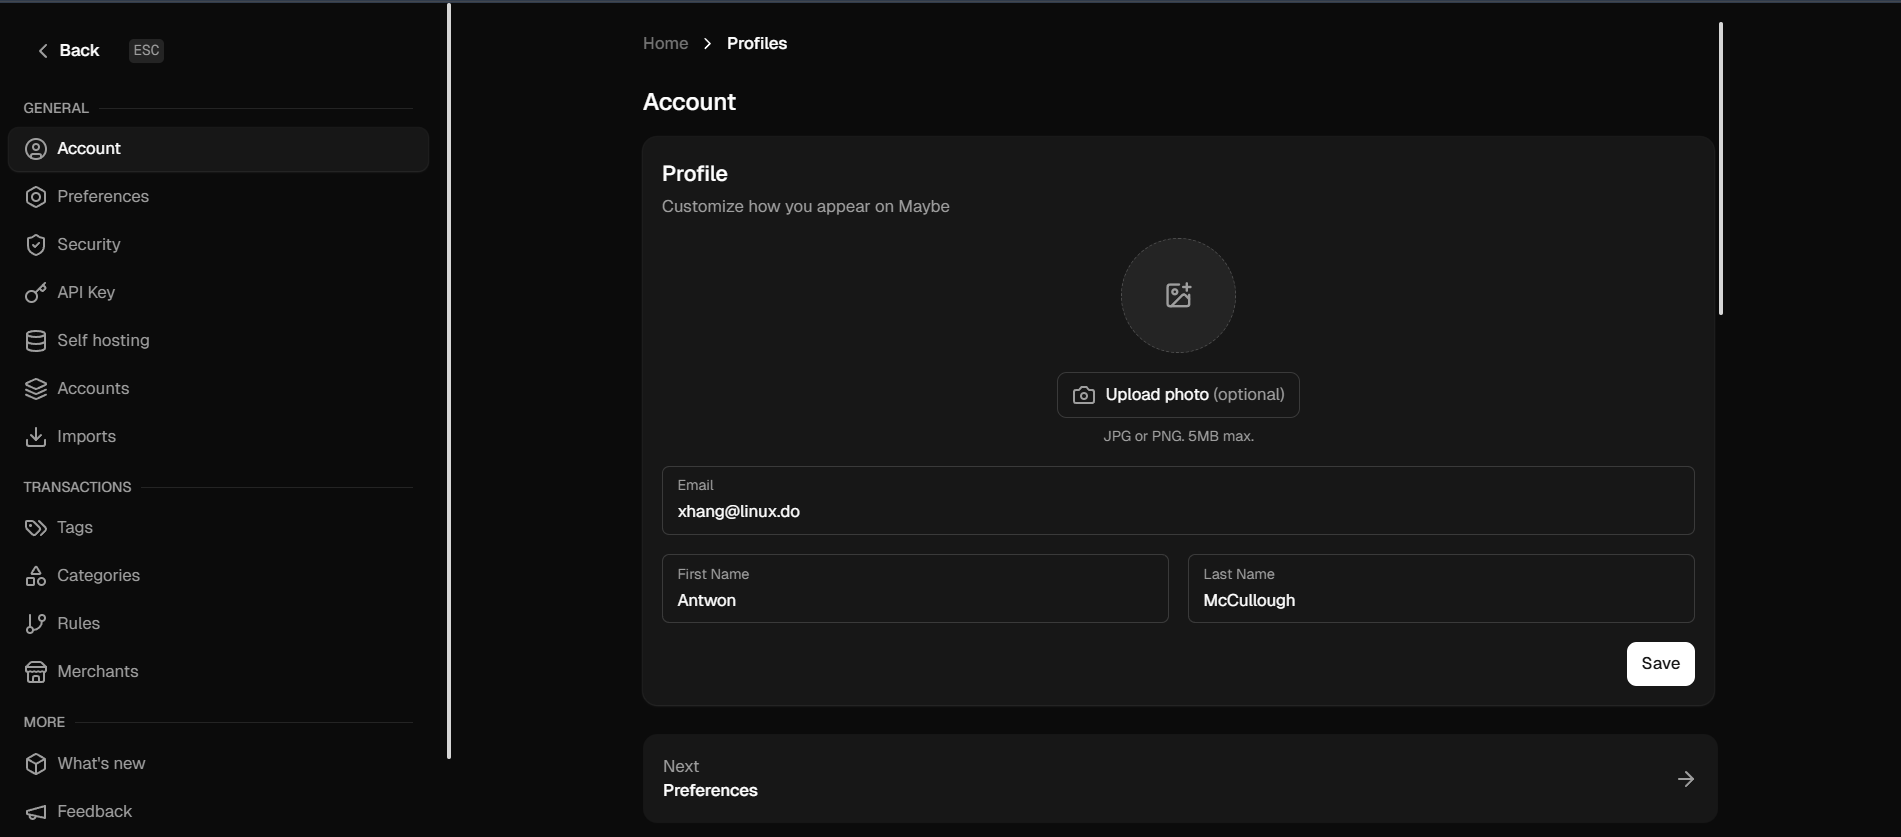 Back ESC
GENERAL
Account
Preferences
Security
API Key
Self hosting
Accounts
Imports
TRANSACTIONS
Tags
Categories
Rules
Merchants
MORE
What's new
Feedback
Home Profiles
Account
Profile
Customize how you appear on Maybe
Upload photo (optional)
JPG or PNG. 5MB max.
Email
xhang@linux.do
First Name
Antwon
Last Name
McCullough
Save
Next
Preferences